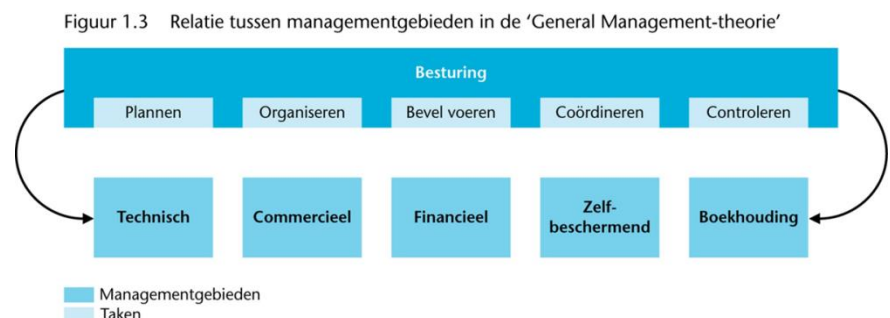 Figuur 1.3 Relatie tussen managementgebieden in de ‘General Management-theorie’
Besturing
Plannen
Organiseren
Bevel voeren
Coördineren
Controleren
Technisch
Commercieel
Financieel
Zelf-
beschermend
Boekhouding
Managementgebieden
Taken